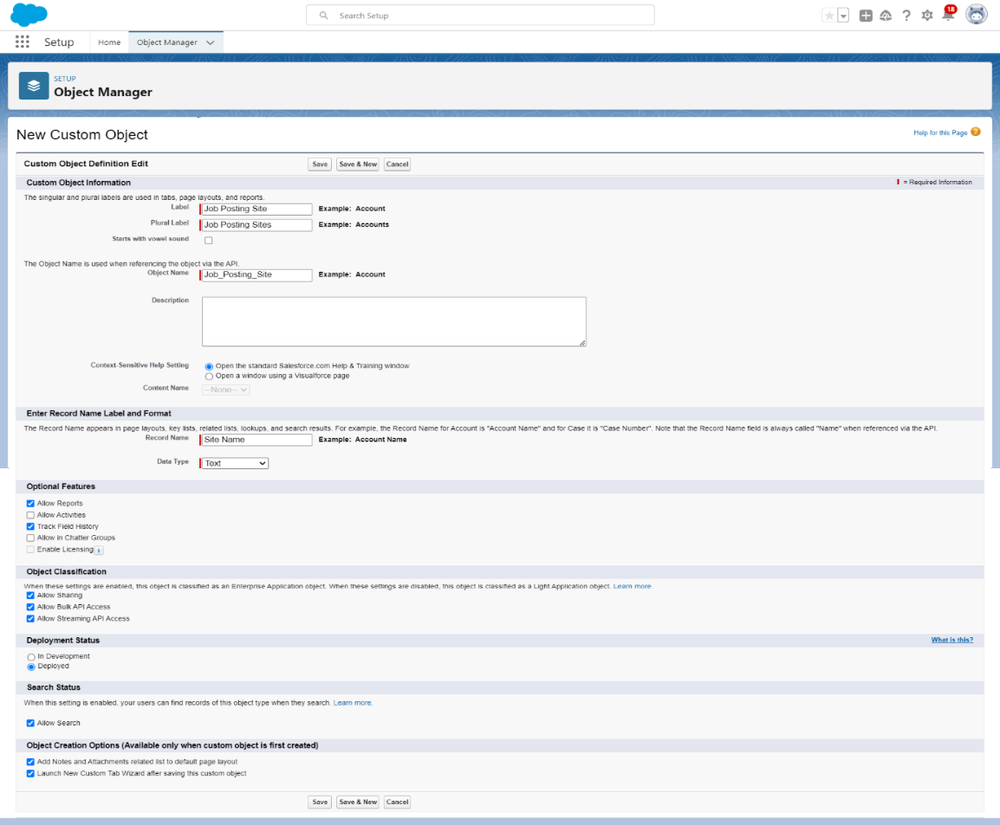 Search Setup
18
Setup Home Object Manager
SETUP
Object Manager
New Custom Object
Help for this Page
Custom Object Definition Edit Save Save & New Cancel
Custom Object Information = Required Information
The singular and plural labels are used in tabs, page layouts, and reports.
Label Job Posting Site Example: Account
Plural Label Job Posting Sites Example: Accounts
Starts with vowel sound
The Object Name is used when referencing the object via the API.
Object Name Job_Posting_Site Example: Account
Description
Context-Sensitive Help Setting Open the standard Salesforce.com Help & Training window
Open a window using a Visualforce page
Content Name --None--
Enter Record Name Label and Format
The Record Name appears in page layouts, key lists, related lists, lookups, and search results. For example, the Record Name for Account is "Account Name" and for Case it is "Case Number". Note that the Record Name field is always called "Name" when referenced via the API.
Record Name Site Name Example: Account Name
Data Type Text
Optional Features
Allow Reports
Allow Activities
Track Field History
Allow in Chatter Groups
Enable Licensing i
Object Classification
When these settings are enabled, this object is classified as an Enterprise Application object. When these settings are disabled, this object is classified as a Light Application object. Learn more.
Allow Sharing
Allow Bulk API Access
Allow Streaming API Access
Deployment Status What is this?
In Development
Deployed
Search Status
When this setting is enabled, your users can find records of this object type when they search. Learn more.
Allow Search
Object Creation Options (Available only when custom object is first created)
Add Notes and Attachments related list to default page layout
Launch New Custom Tab Wizard after saving this custom object
Save Save & New Cancel